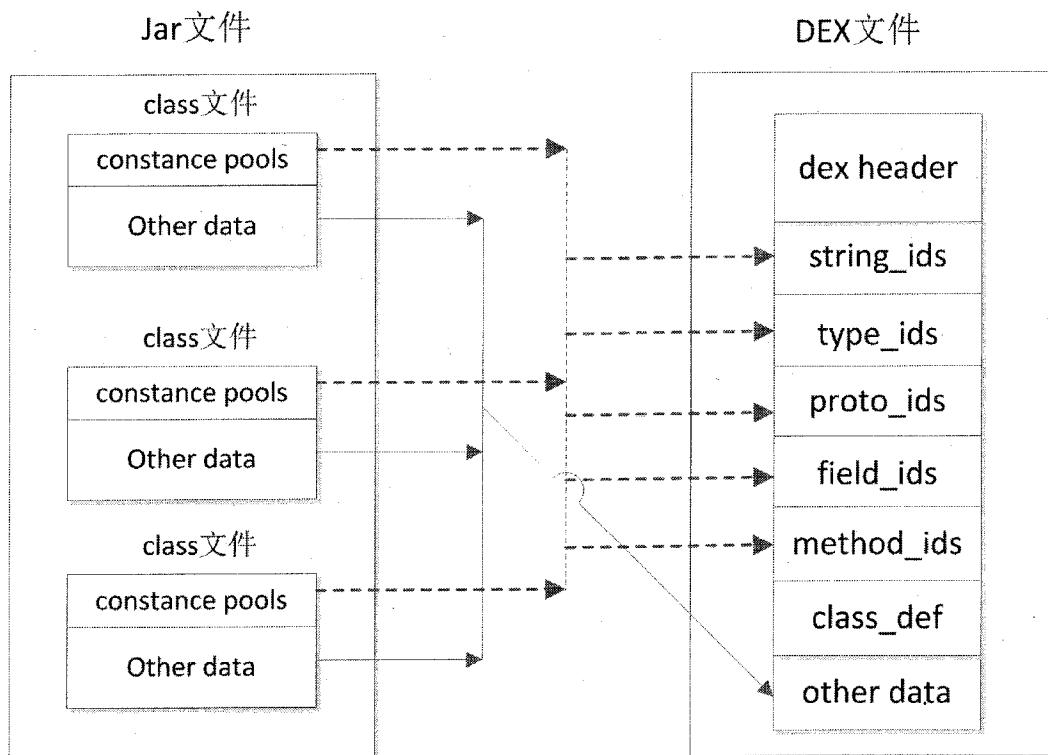 Jar文件
class文件
constance pools
Other data
class文件
constance pools
Other data
class文件
constance pools
Other data
DEX文件
dex header
string_ids
type_ids
proto_ids
field_ids
method_ids
class_def
other data